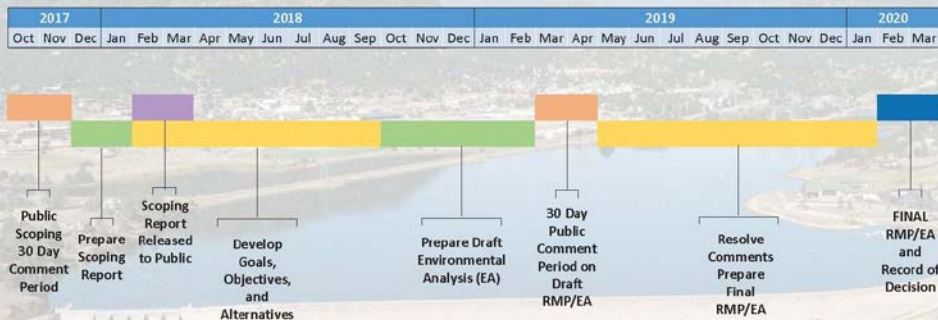 2017 2018 2019 2020
Oct Nov Dec Jan Feb Mar Apr May Jun Jul Aug Sep Oct Nov Dec Jan Feb Mar Apr May Jun Jul Aug Sep Oct Nov Dec Jan Feb Mar
Public
Scoping
30 Day
Comment
Period
Prepare
Scoping
Report
Scoping
Report
Released
to Public
Develop
Goals,
Objectives,
and
Alternatives
Prepare Draft
Environmental
Analysis (EA)
30 Day
Public
Comment
Period on
Draft
RMP/EA
Resolve
Comments
Prepare
Final
RMP/EA
FINAL
RMP/EA
and
Record of
Decision